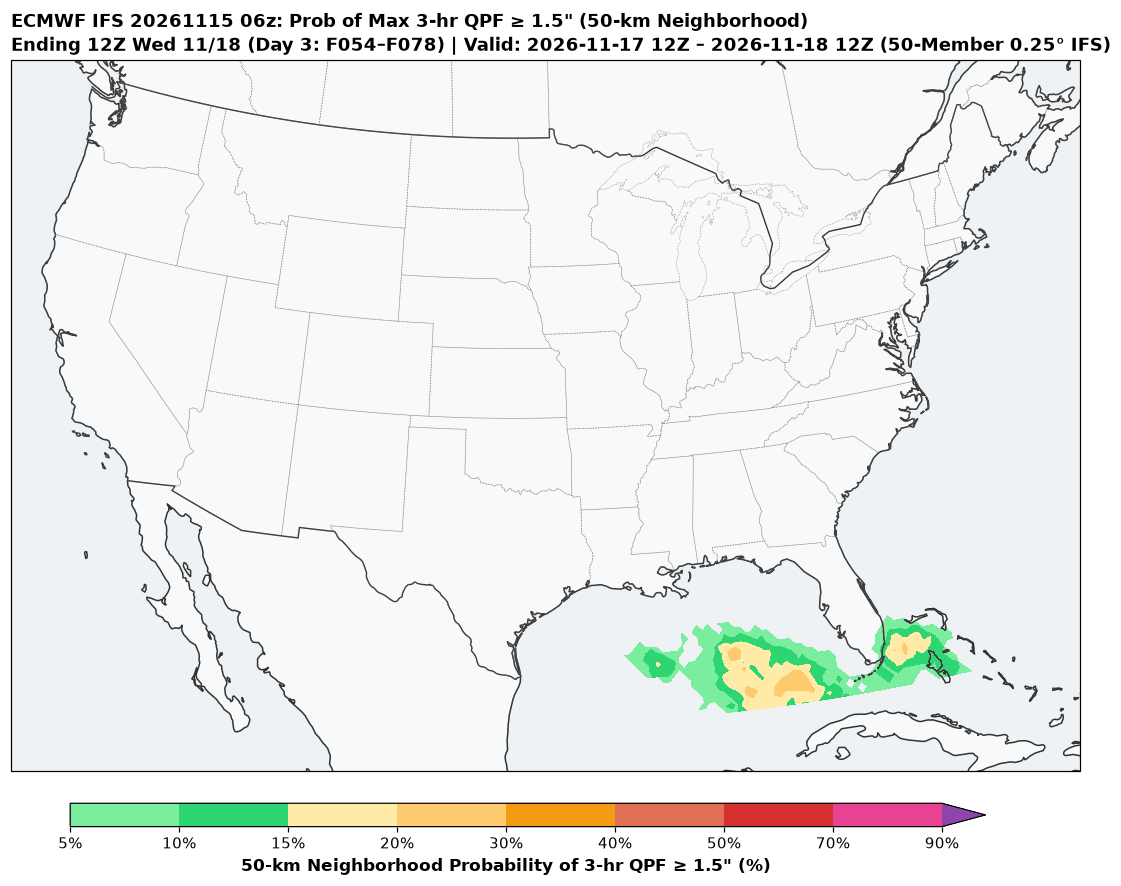 ECMWF IFS 20261115 06z: Prob of Max 3-hr QPF ≥ 1.5" (50-km Neighborhood)
Ending 12Z Wed 11/18 (Day 3: F054–F078) | Valid: 2026-11-17 12Z – 2026-11-18 12Z (50-Member 0.25° IFS)
5% 10% 15% 20% 30% 40% 50% 70% 90%
50-km Neighborhood Probability of 3-hr QPF ≥ 1.5" (%)